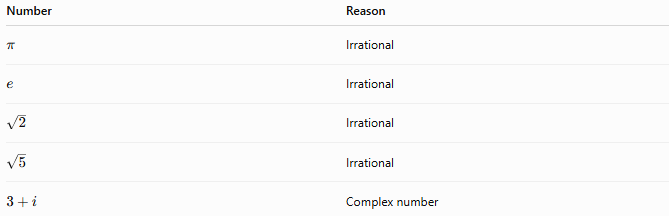 Number Reason
π Irrational
e Irrational
√2 Irrational
√5 Irrational
3 + i Complex number